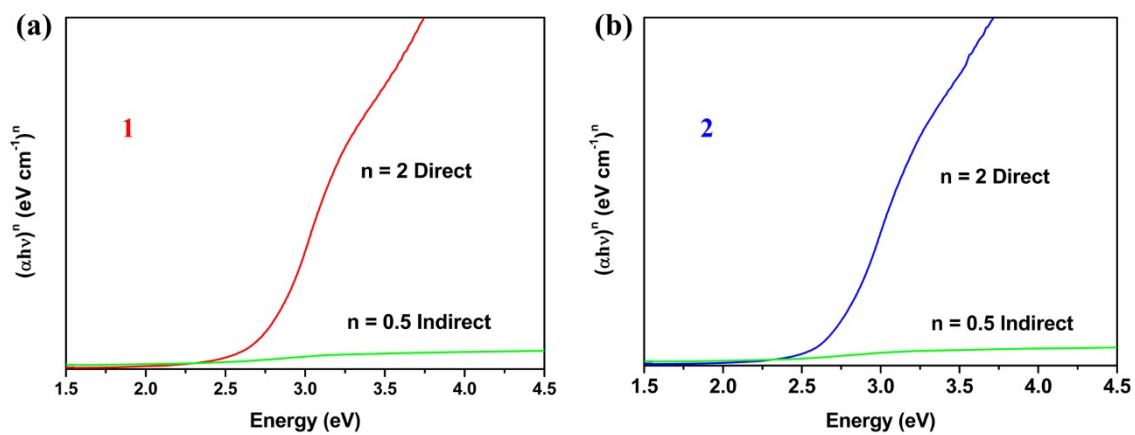 (a)
1
n = 2 Direct
n = 0.5 Indirect
(αhν)ⁿ (eV cm⁻¹)ⁿ
1.5 2.0 2.5 3.0 3.5 4.0 4.5
Energy (eV)
(b)
2
n = 2 Direct
n = 0.5 Indirect
(αhν)ⁿ (eV cm⁻¹)ⁿ
1.5 2.0 2.5 3.0 3.5 4.0 4.5
Energy (eV)